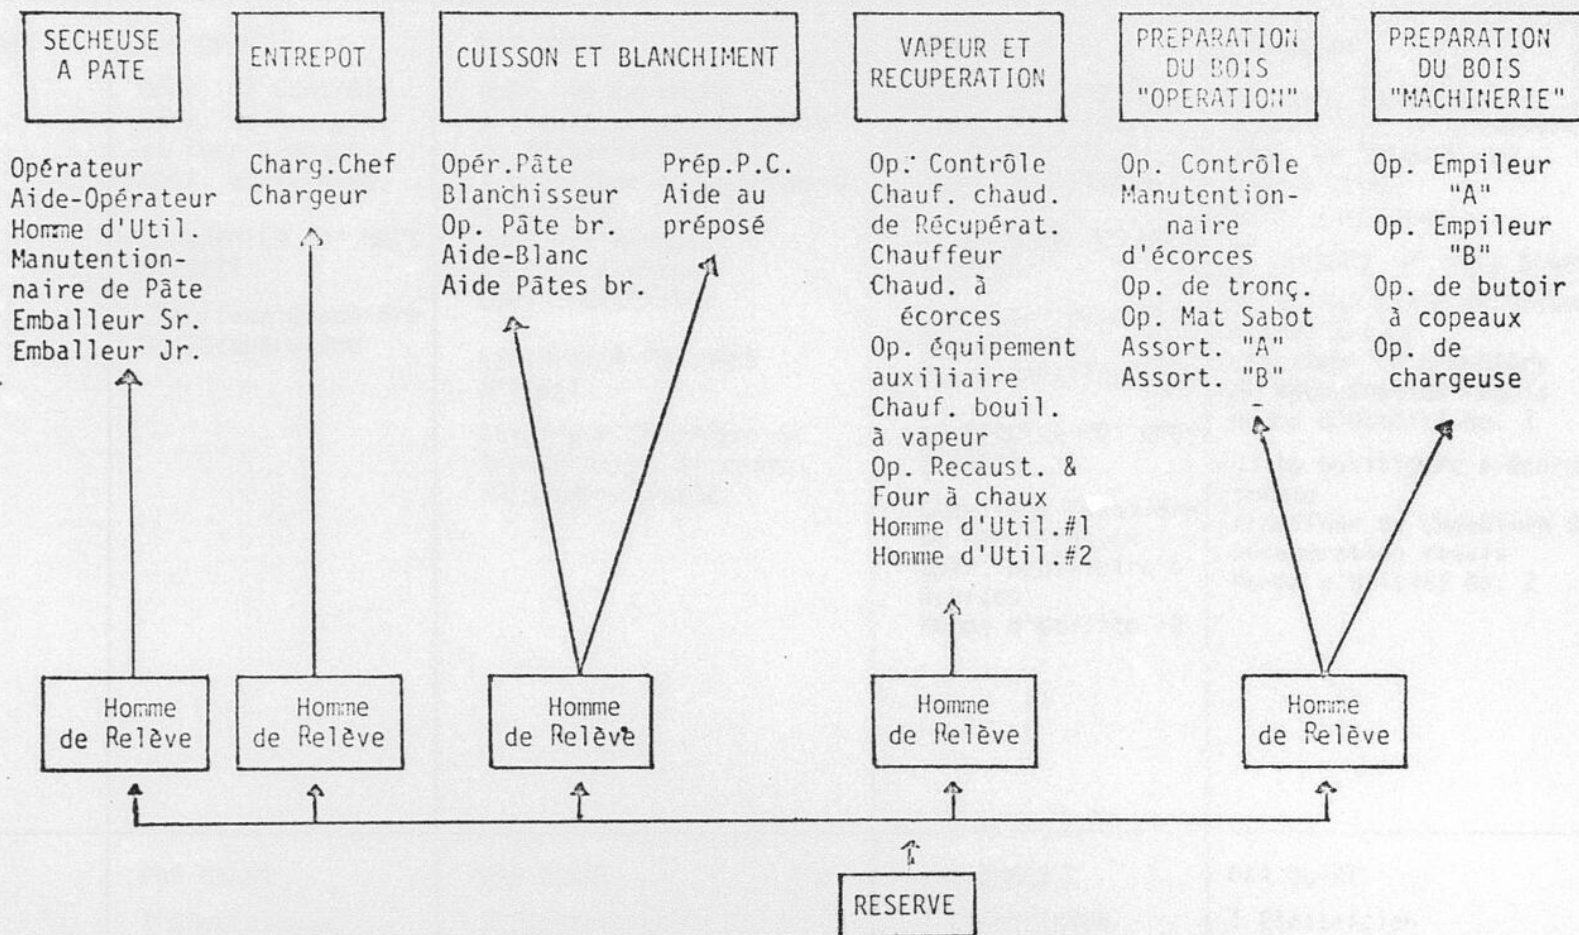 SECHEUSE
A PATE
ENTREPOT
CUISSON ET BLANCHIMENT
VAPEUR ET
RECUPERATION
PREPARATION
DU BOIS
"OPERATION"
PREPARATION
DU BOIS
"MACHINERIE"
Opérateur
Aide-Opérateur
Homme d'Util.
Manutention-
naire de Pâte
Emballeur Sr.
Emballeur Jr.
Charg.Chef
Chargeur
Opér.Pâte
Blanchisseur
Op. Pâte br.
Aide-Blanc
Aide Pâtes br.
Prép.P.C.
Aide au
préposé
Op. Contrôle
Chauf. chaud.
de Récupérat.
Chauffeur
Chaud. à
écorces
Op. équipement
auxiliaire
Chauf. bouil.
à vapeur
Op. Recaust. &
Four à chaux
Homme d'Util.#1
Homme d'Util.#2
Op. Contrôle
Manutention-
naire
d'écorces
Op. de tronç.
Op. Mat Sabot
Assort. "A"
Assort. "B"
Op. Empileur
"A"
Op. Empileur
"B"
Op. de butoir
à copeaux
Op. de
chargeuse
Homme
de Relève
Homme
de Relève
Homme
de Relève
Homme
de Relève
Homme
de Relève
RESERVE